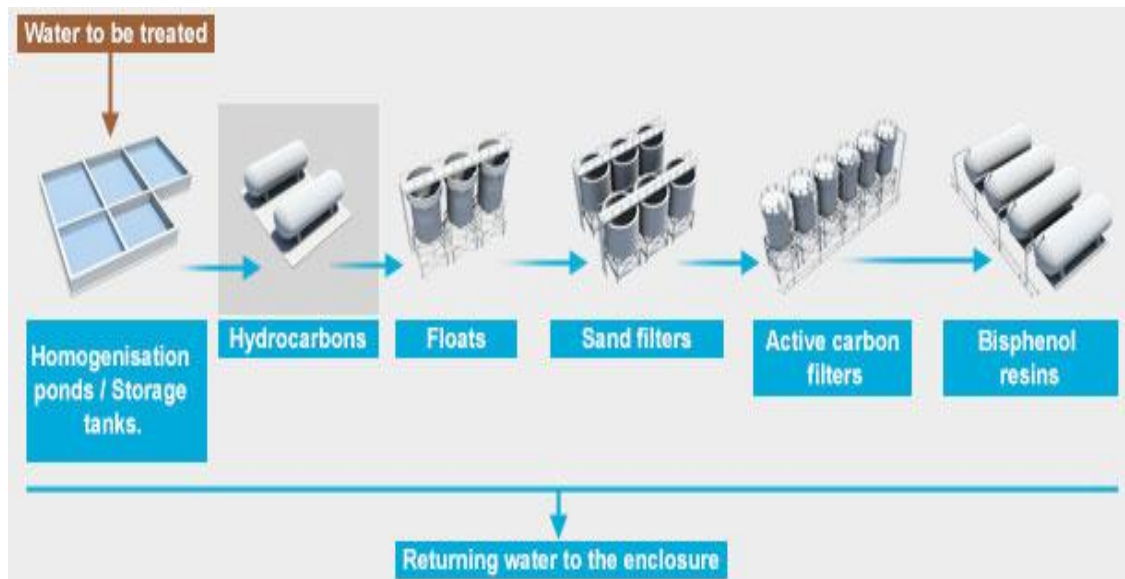 Water to be treated
Homogenisation
ponds / Storage
tanks.
Hydrocarbons
Floats
Sand filters
Active carbon
filters
Bisphenol
resins
Returning water to the enclosure